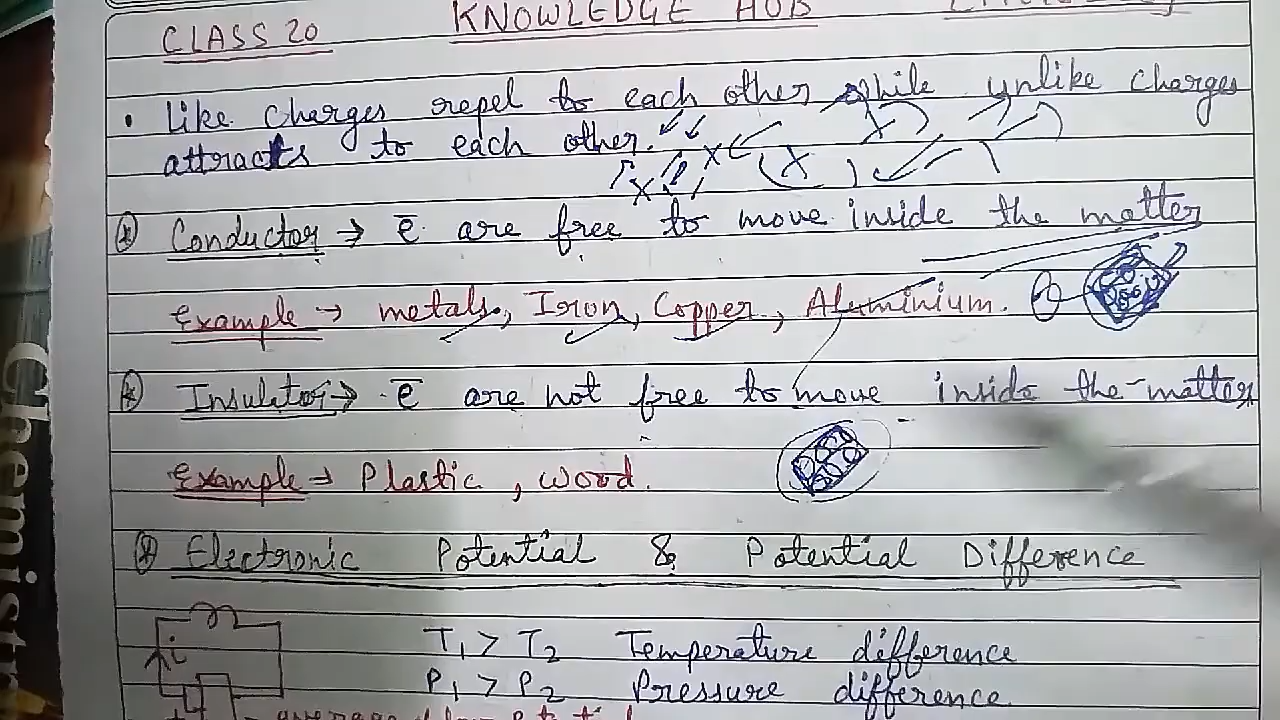 CLASS 20 KNOWLEDGE HUB
• Like charges repel to each other while unlike charges
attracts to each other.
Conductor → e̅ are free to move inside the matter
Example → metals, Iron, Copper, Aluminium.
Insulator → e̅ are not free to move inside the matter
Example → Plastic, wood.
Electronic Potential & Potential Difference
i T₁ > T₂ Temperature difference
P₁ > P₂ Pressure difference
Chemistr